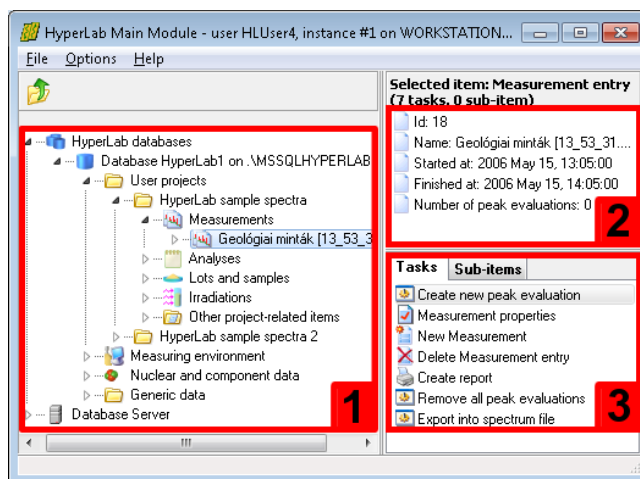 HyperLab Main Module - user HLUser4, instance #1 on WORKSTATION...
File Options Help
HyperLab databases
Database HyperLab1 on .\MSSQLHYPERLAB
User projects
HyperLab sample spectra
Measurements
Geológiai minták [13_53_3
Analyses
Lots and samples
Irradiations
Other project-related items
HyperLab sample spectra 2
Measuring environment
Nuclear and component data
Generic data
Database Server
1
Selected item: Measurement entry
(7 tasks, 0 sub-item)
Id: 18
Name: Geológiai minták [13_53_31....
Started at: 2006 May 15, 13:05:00
Finished at: 2006 May 15, 14:05:00
Number of peak evaluations: 0
2
Tasks Sub-items
Create new peak evaluation
Measurement properties
New Measurement
Delete Measurement entry
Create report
Remove all peak evaluations
Export into spectrum file
3